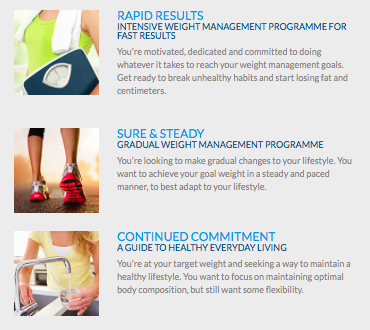 RAPID RESULTS
INTENSIVE WEIGHT MANAGEMENT PROGRAMME FOR
FAST RESULTS
You're motivated, dedicated and committed to doing
whatever it takes to reach your weight management goals.
Get ready to break unhealthy habits and start losing fat and
centimeters.
SURE & STEADY
GRADUAL WEIGHT MANAGEMENT PROGRAMME
You're looking to make gradual changes to your lifestyle. You
want to achieve your goal weight in a steady and paced
manner, to best adapt to your lifestyle.
CONTINUED COMMITMENT
A GUIDE TO HEALTHY EVERYDAY LIVING
You're at your target weight and seeking a way to maintain a
healthy lifestyle. You want to focus on maintaining optimal
body composition, but still want some flexibility.